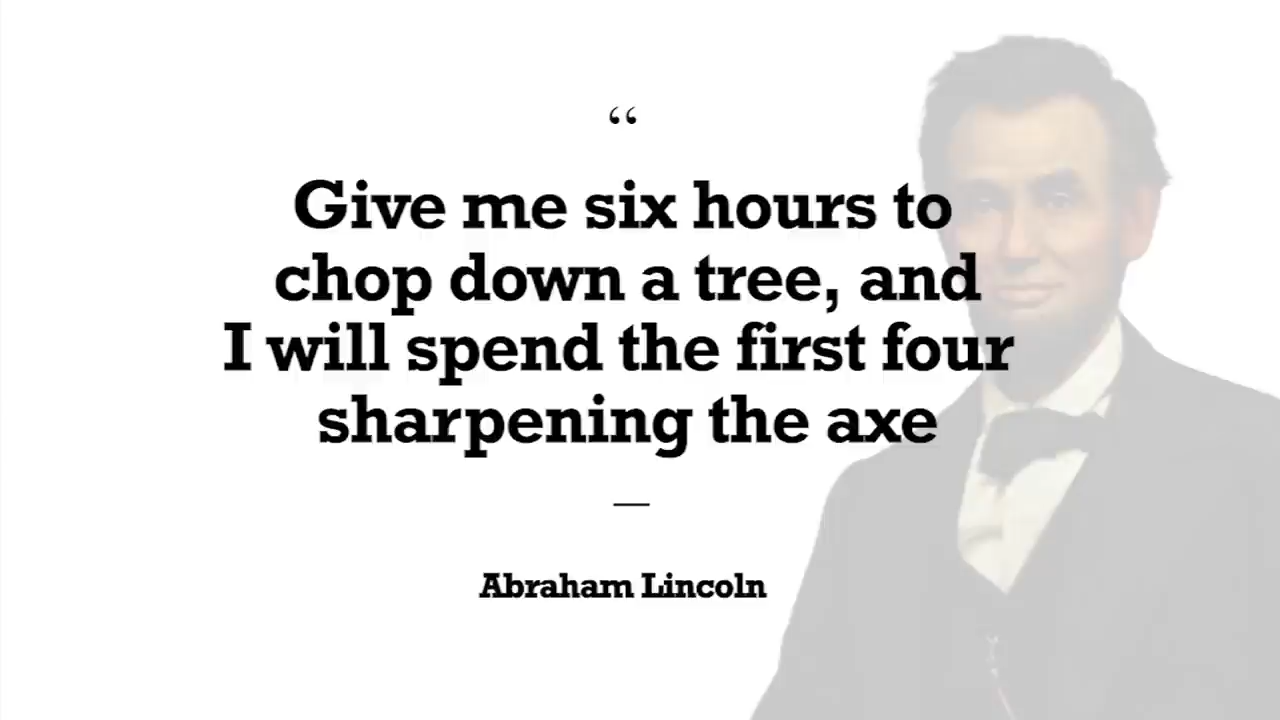 “
Give me six hours to
chop down a tree, and
I will spend the first four
sharpening the axe
—
Abraham Lincoln